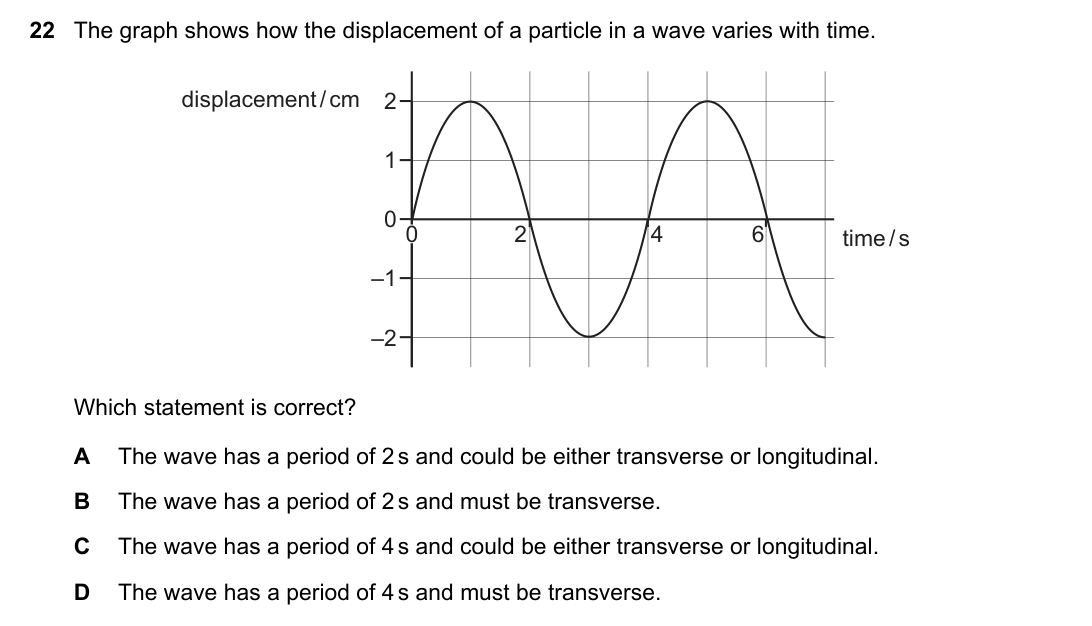 22 The graph shows how the displacement of a particle in a wave varies with time.
displacement / cm
2
1
0
–1
–2
0 2 4 6
time / s
Which statement is correct?
A The wave has a period of 2 s and could be either transverse or longitudinal.
B The wave has a period of 2 s and must be transverse.
C The wave has a period of 4 s and could be either transverse or longitudinal.
D The wave has a period of 4 s and must be transverse.